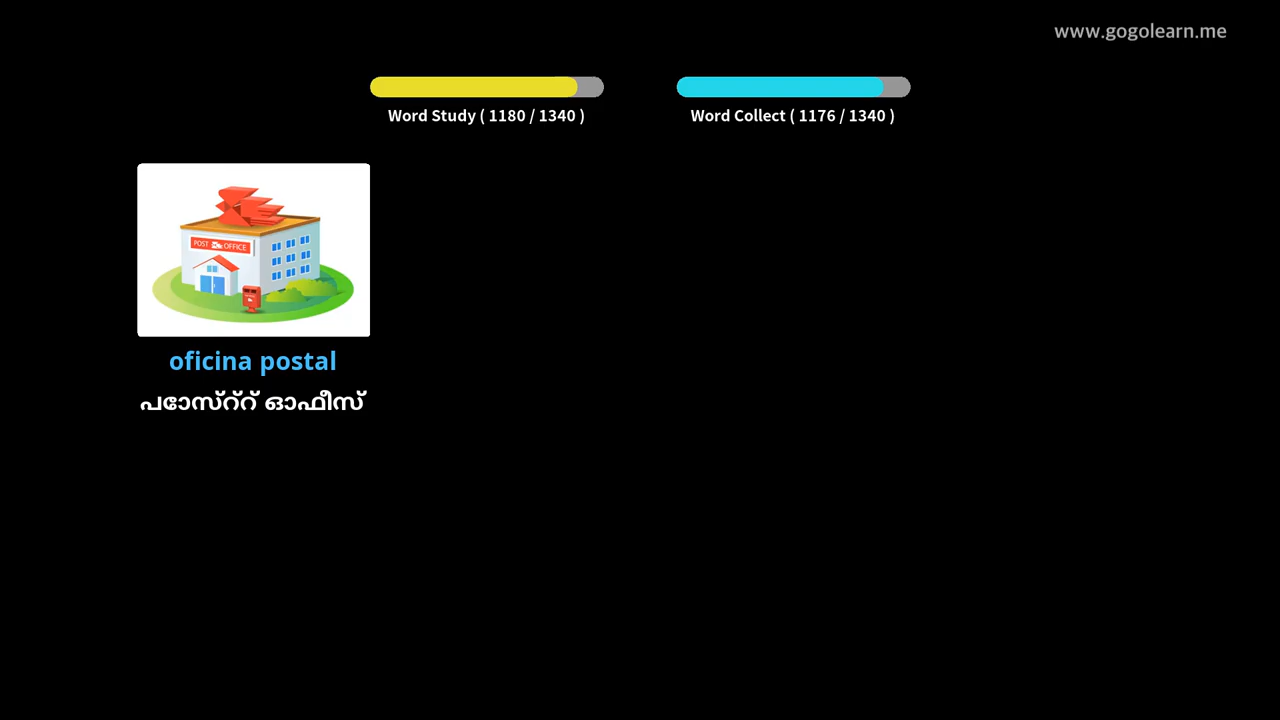 www.gogolearn.me
Word Study ( 1180 / 1340 )
Word Collect ( 1176 / 1340 )
POST OFFICE
oficina postal
പോസ്റ്റ് ഓഫീസ്